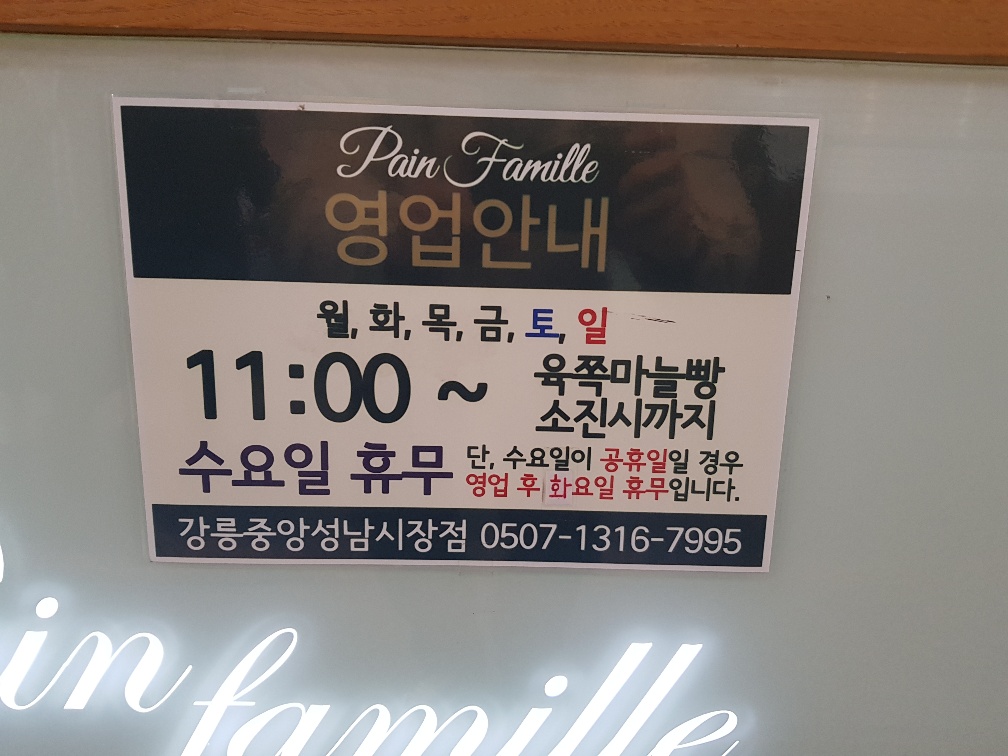 Pain Famille
영업안내
월, 화, 목, 금, 토, 일
11:00 ~ 육쪽마늘빵
소진시까지
수요일 휴무 단, 수요일이 공휴일일 경우
영업 후 화요일 휴무입니다.
강릉중앙성남시장점 0507-1316-7995
in famille